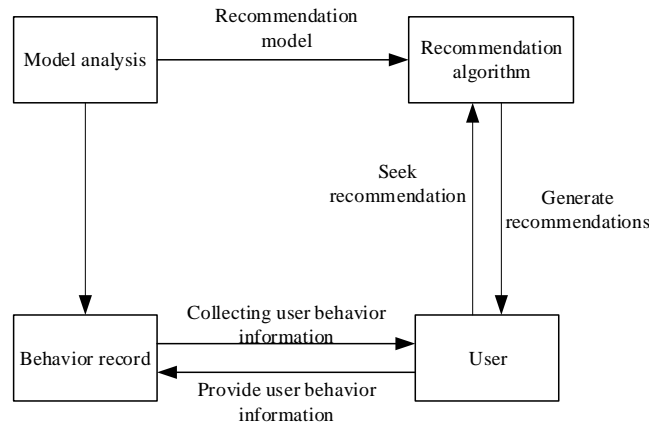 Recommendation
model
Model analysis
Recommendation
algorithm
Seek
recommendation
Generate
recommendations
Collecting user behavior
information
Behavior record
User
Provide user behavior
information